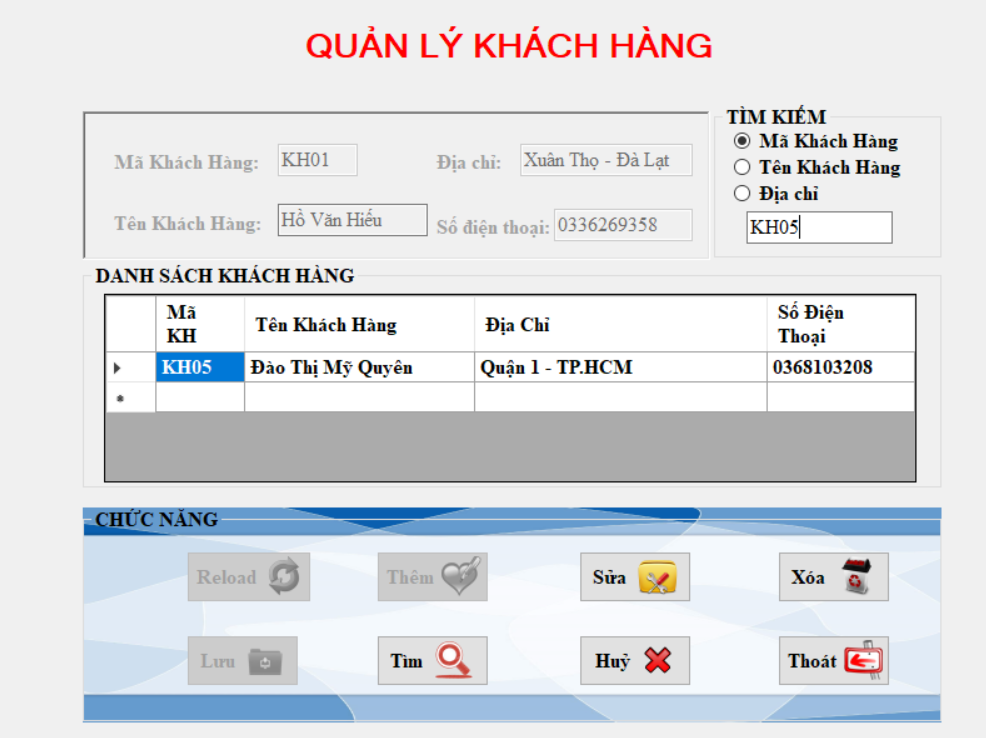 QUẢN LÝ KHÁCH HÀNG
Mã Khách Hàng: KH01 Địa chỉ: Xuân Thọ - Đà Lạt
Tên Khách Hàng: Hồ Văn Hiếu Số điện thoại: 0336269358
TÌM KIẾM
Mã Khách Hàng
Tên Khách Hàng
Địa chỉ
KH05
DANH SÁCH KHÁCH HÀNG
Mã KH Tên Khách Hàng Địa Chỉ Số Điện Thoại
KH05 Đào Thị Mỹ Quyên Quận 1 - TP.HCM 0368103208
CHỨC NĂNG
Reload Thêm Sửa Xóa
Lưu Tìm Huỷ Thoát